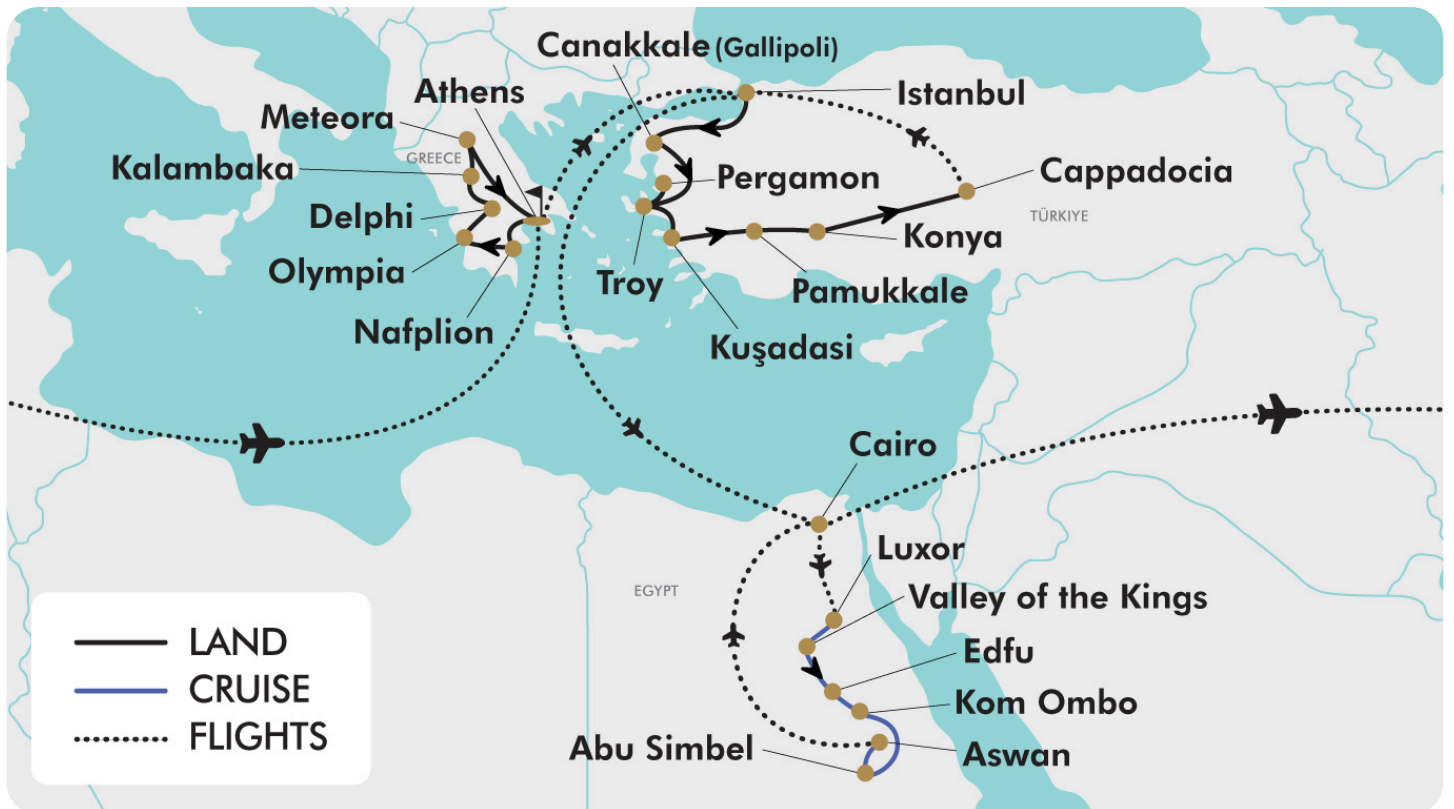 Canakkale (Gallipoli)
Athens
Istanbul
Meteora
GREECE
Kalambaka
Pergamon
Cappadocia
Delphi
TÜRKIYE
Konya
Olympia
Troy
Pamukkale
Nafplion
Kuşadasi
Cairo
Luxor
EGYPT
Valley of the Kings
LAND
Edfu
CRUISE
Kom Ombo
FLIGHTS
Abu Simbel
Aswan